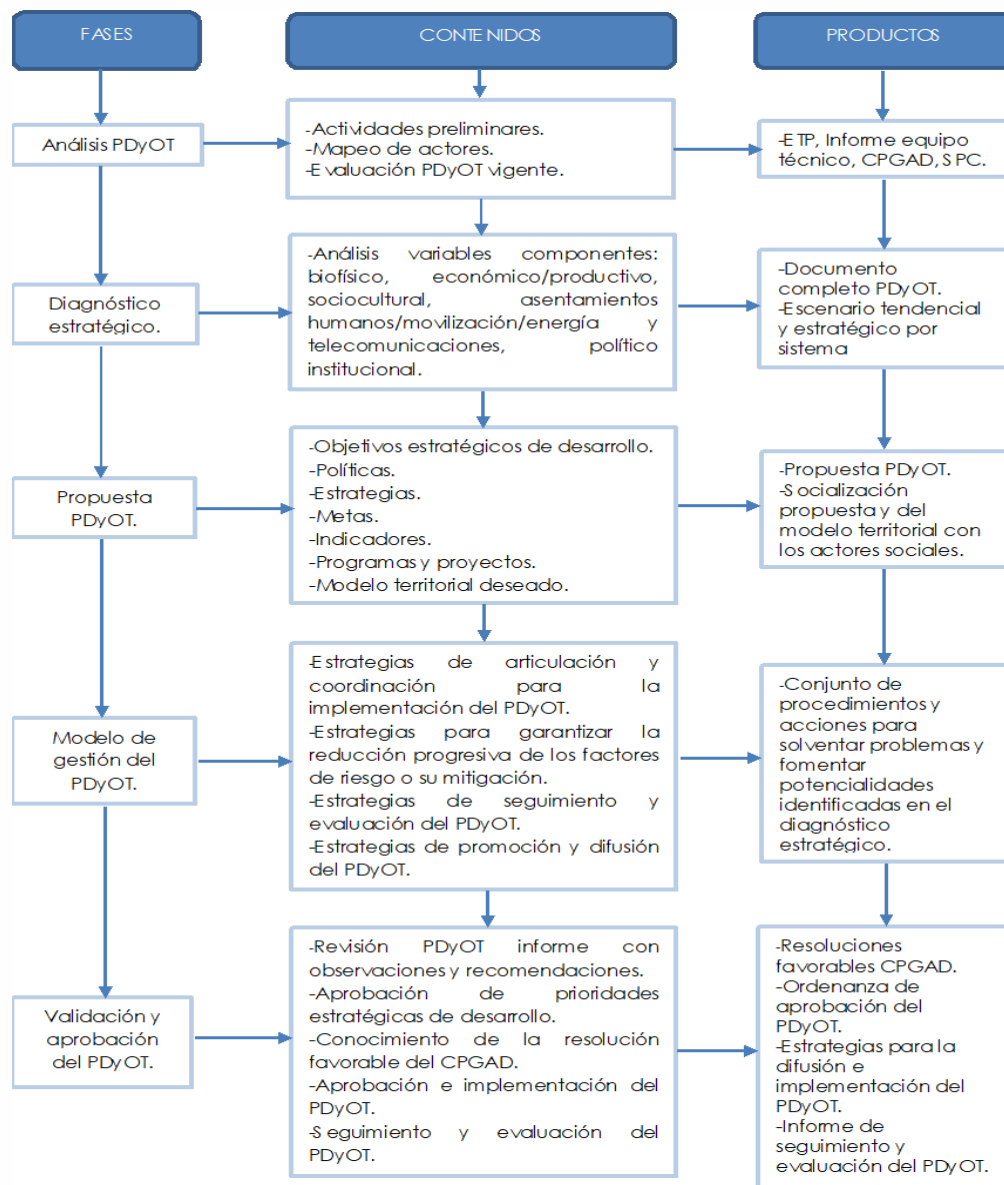 FASES
CONTENIDOS
PRODUCTOS
Análisis PDyOT
-Actividades preliminares.
-Mapeo de actores.
-Evaluación PDyOT vigente.
-ETP, Informe equipo
técnico, CPGAD, SPC.
Diagnóstico
estratégico.
-Análisis variables componentes:
biofísico, económico/productivo,
sociocultural, asentamientos
humanos/movilización/energía y
telecomunicaciones, político
institucional.
-Documento
completo PDyOT.
-Escenario tendencial
y estratégico por
sistema
Propuesta
PDyOT.
-Objetivos estratégicos de desarrollo.
-Políticas.
-Estrategias.
-Metas.
-Indicadores.
-Programas y proyectos.
-Modelo territorial deseado.
-Propuesta PDyOT.
-Socialización
propuesta y del
modelo territorial con
los actores sociales.
Modelo de
gestión del
PDyOT.
-Estrategias de articulación y
coordinación para la
implementación del PDyOT.
-Estrategias para garantizar la
reducción progresiva de los factores
de riesgo o su mitigación.
-Estrategias de seguimiento y
evaluación del PDyOT.
-Estrategias de promoción y difusión
del PDyOT.
-Conjunto de
procedimientos y
acciones para
solventar problemas y
fomentar
potencialidades
identificadas en el
diagnóstico
estratégico.
Validación y
aprobación
del PDyOT.
-Revisión PDyOT informe con
observaciones y recomendaciones.
-Aprobación de prioridades
estratégicas de desarrollo.
-Conocimiento de la resolución
favorable del CPGAD.
-Aprobación e implementación del
PDyOT.
-Seguimiento y evaluación del
PDyOT.
-Resoluciones
favorables CPGAD.
-Ordenanza de
aprobación del
PDyOT.
-Estrategias para la
difusión e
implementación del
PDyOT.
-Informe de
seguimiento y
evaluación del PDyOT.